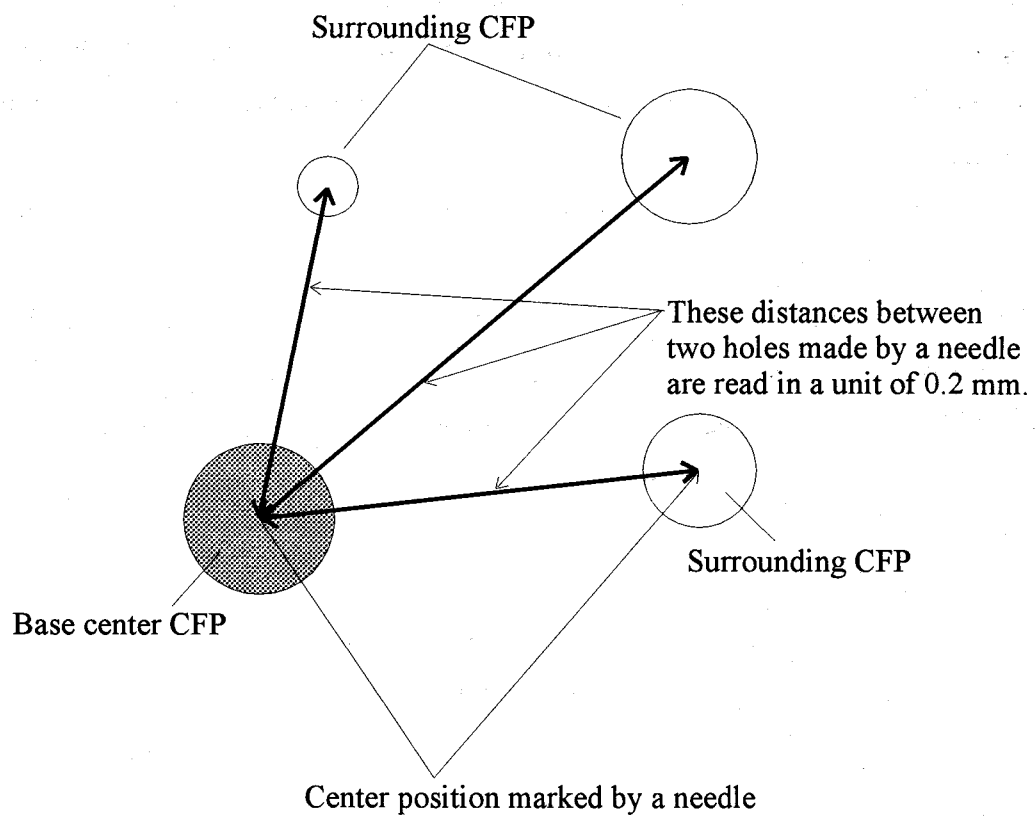 Surrounding CFP
These distances between
two holes made by a needle
are read in a unit of 0.2 mm.
Surrounding CFP
Base center CFP
Center position marked by a needle